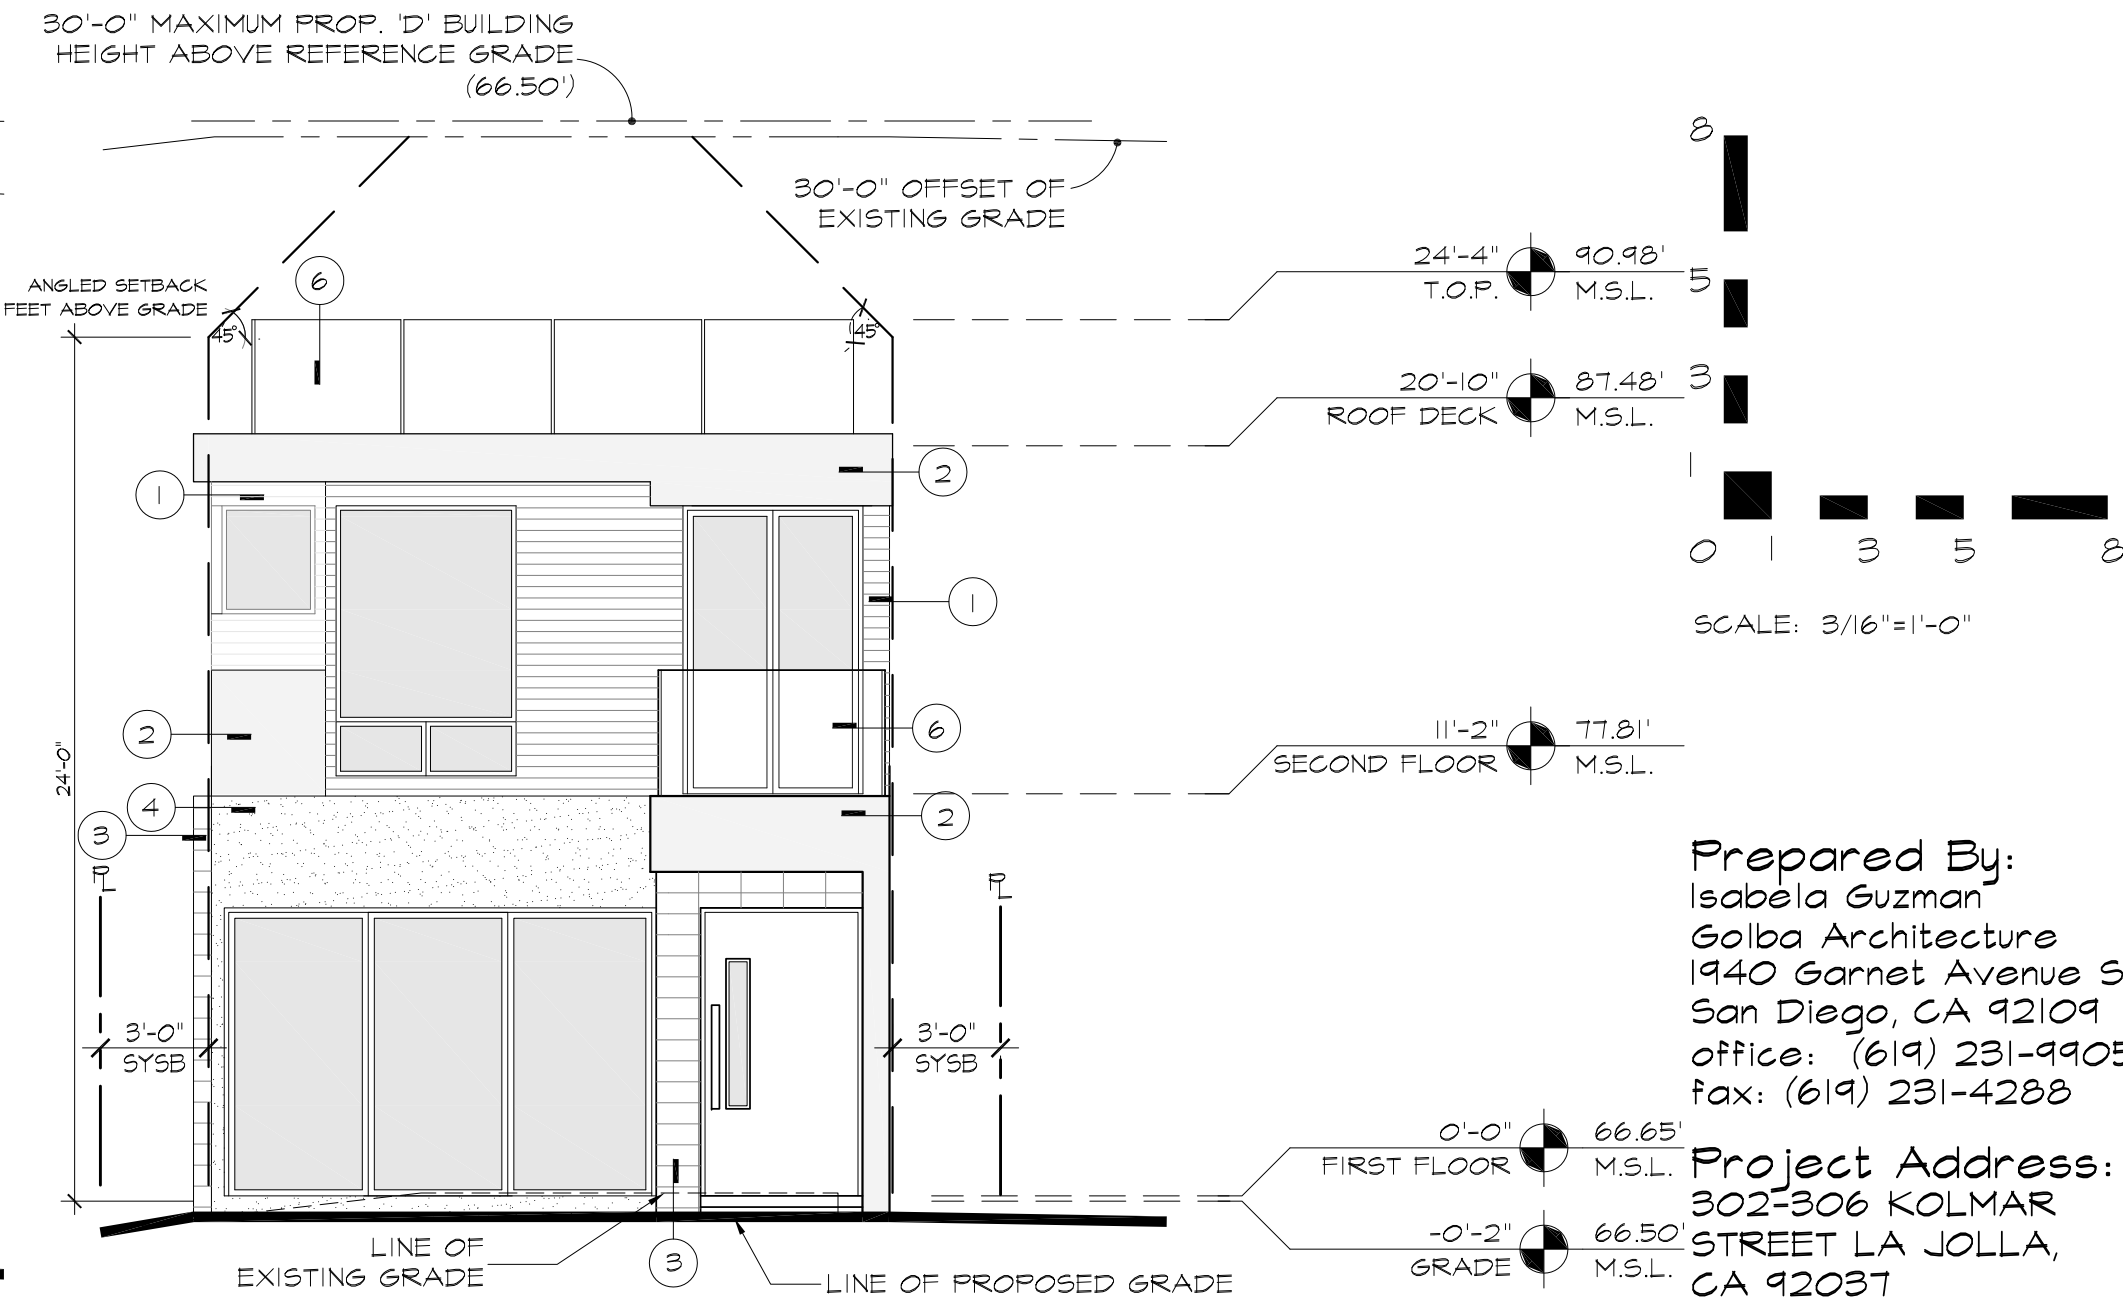 30'-0" MAXIMUM PROP. 'D' BUILDING
HEIGHT ABOVE REFERENCE GRADE
(66.50')
30'-0" OFFSET OF
EXISTING GRADE
ANGLED SETBACK
FEET ABOVE GRADE
45°
45°
6
24'-4"
T.O.P.
90.98'
M.S.L.
20'-10"
ROOF DECK
87.48'
M.S.L.
1
2
1
2
6
24'-0"
4
3
2
11'-2"
SECOND FLOOR
77.81'
M.S.L.
PL
PL
3'-0"
SYSB
3'-0"
SYSB
0'-0"
FIRST FLOOR
66.65'
M.S.L.
-0'-2"
GRADE
66.50'
M.S.L.
3
LINE OF
EXISTING GRADE
LINE OF PROPOSED GRADE
8
5
3
1
0 1 3 5 8
SCALE: 3/16"=1'-0"
Prepared By:
Isabela Guzman
Golba Architecture
1940 Garnet Avenue S
San Diego, CA 92109
office: (619) 231-9905
fax: (619) 231-4288
Project Address:
302-306 KOLMAR
STREET LA JOLLA,
CA 92037